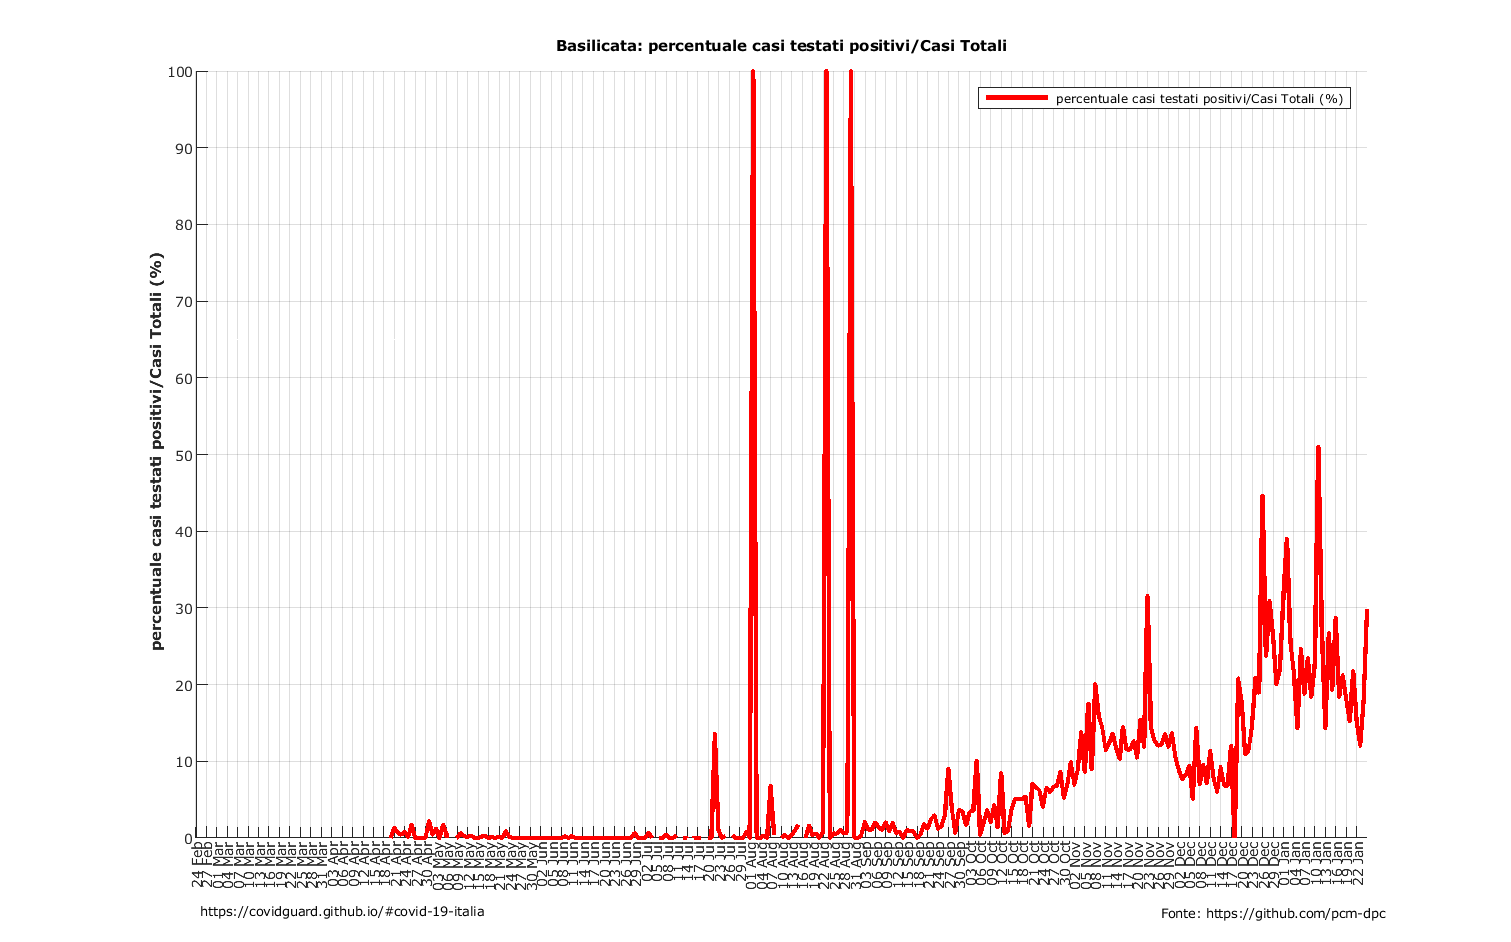 Basilicata: percentuale casi testati positivi/Casi Totali
percentuale casi testati positivi/Casi Totali (%)
percentuale casi testati positivi/Casi Totali (%)
100
90
80
70
60
50
40
30
20
10
0
24 Feb
27 Feb
01 Mar
04 Mar
07 Mar
10 Mar
13 Mar
16 Mar
19 Mar
22 Mar
25 Mar
28 Mar
31 Mar
03 Apr
06 Apr
09 Apr
12 Apr
15 Apr
18 Apr
21 Apr
24 Apr
27 Apr
30 Apr
03 May
06 May
09 May
12 May
15 May
18 May
21 May
24 May
27 May
30 May
02 Jun
05 Jun
08 Jun
11 Jun
14 Jun
17 Jun
20 Jun
23 Jun
26 Jun
29 Jun
02 Jul
05 Jul
08 Jul
11 Jul
14 Jul
17 Jul
20 Jul
23 Jul
26 Jul
29 Jul
01 Aug
04 Aug
07 Aug
10 Aug
13 Aug
16 Aug
19 Aug
22 Aug
25 Aug
28 Aug
31 Aug
03 Sep
06 Sep
09 Sep
12 Sep
15 Sep
18 Sep
21 Sep
24 Sep
27 Sep
30 Sep
03 Oct
06 Oct
09 Oct
12 Oct
15 Oct
18 Oct
21 Oct
24 Oct
27 Oct
30 Oct
02 Nov
05 Nov
08 Nov
11 Nov
14 Nov
17 Nov
20 Nov
23 Nov
26 Nov
29 Nov
02 Dec
05 Dec
08 Dec
11 Dec
14 Dec
17 Dec
20 Dec
23 Dec
26 Dec
29 Dec
01 Jan
04 Jan
07 Jan
10 Jan
13 Jan
16 Jan
19 Jan
22 Jan
https://covidguard.github.io/#covid-19-italia
Fonte: https://github.com/pcm-dpc